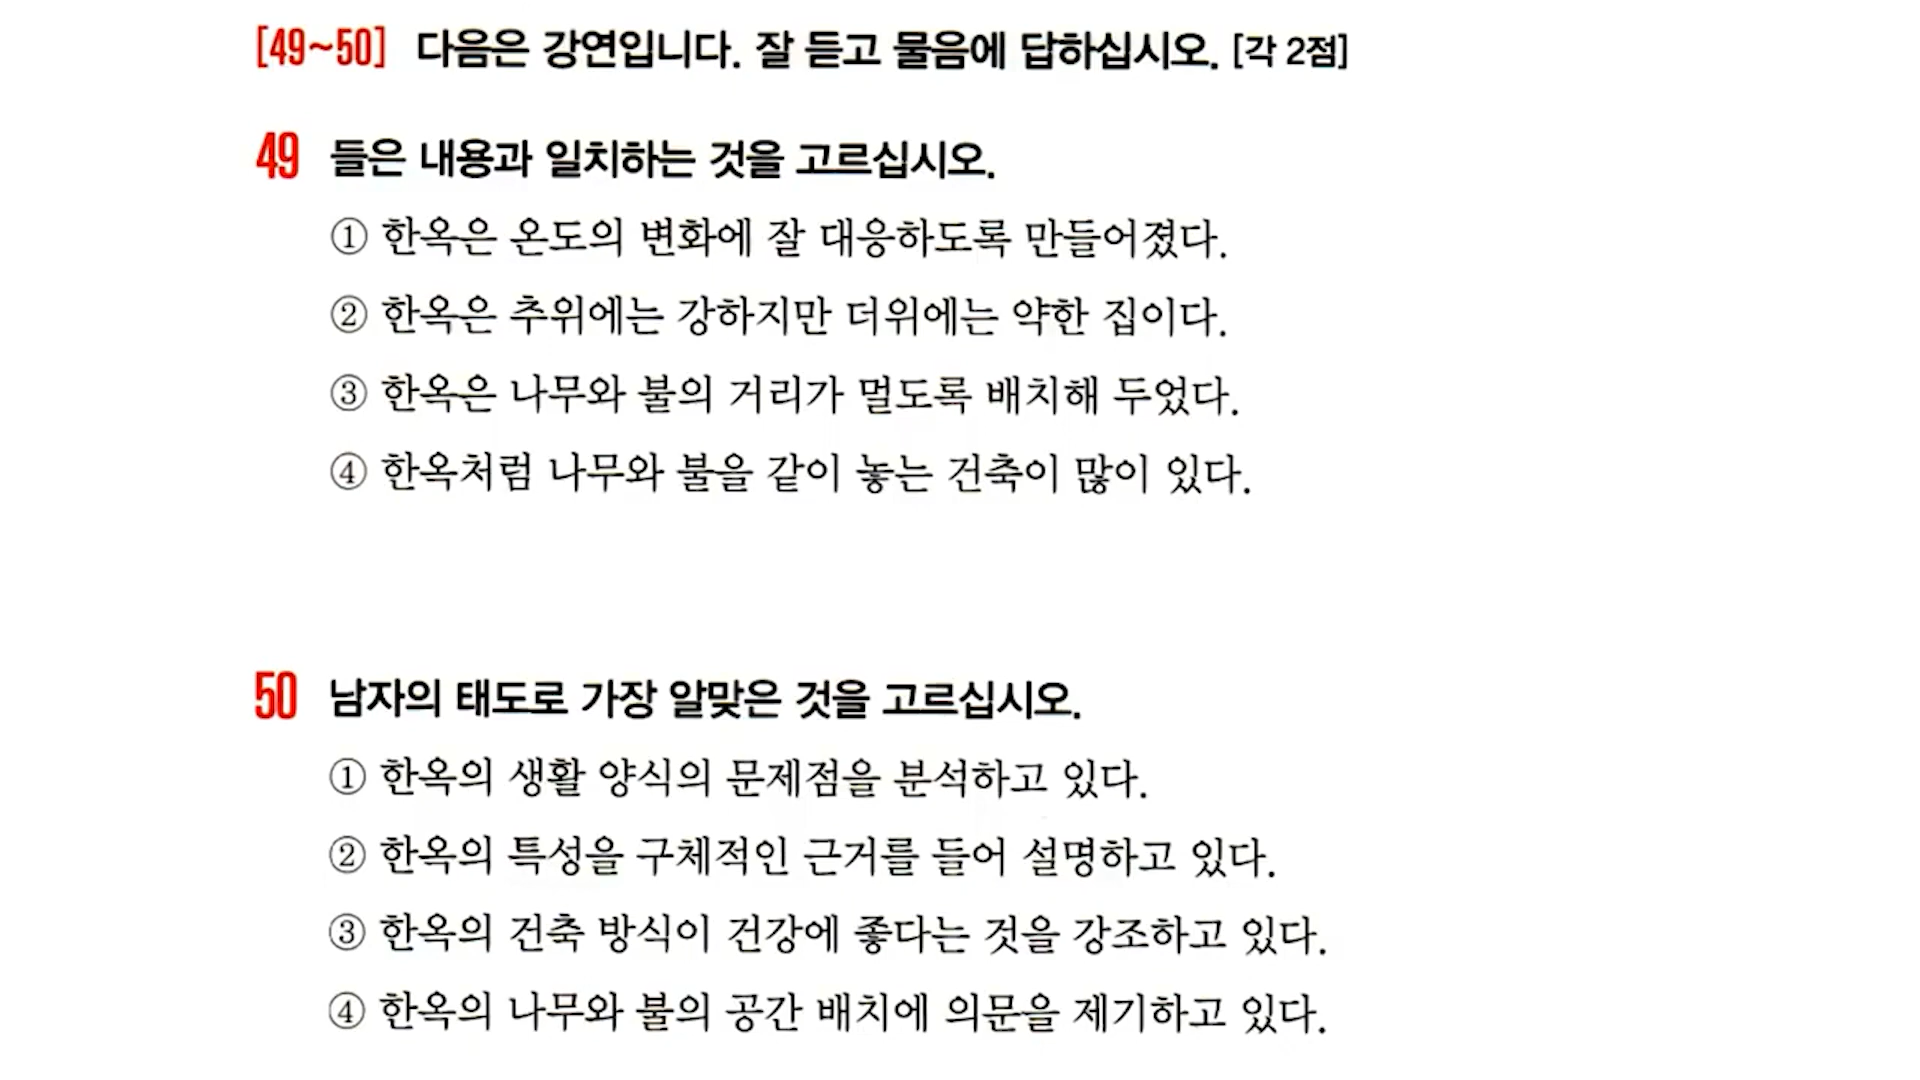 [49~50] 다음은 강연입니다. 잘 듣고 물음에 답하십시오. [각 2점]
49 들은 내용과 일치하는 것을 고르십시오.
① 한옥은 온도의 변화에 잘 대응하도록 만들어졌다.
② 한옥은 추위에는 강하지만 더위에는 약한 집이다.
③ 한옥은 나무와 불의 거리가 멀도록 배치해 두었다.
④ 한옥처럼 나무와 불을 같이 놓는 건축이 많이 있다.
50 남자의 태도로 가장 알맞은 것을 고르십시오.
① 한옥의 생활 양식의 문제점을 분석하고 있다.
② 한옥의 특성을 구체적인 근거를 들어 설명하고 있다.
③ 한옥의 건축 방식이 건강에 좋다는 것을 강조하고 있다.
④ 한옥의 나무와 불의 공간 배치에 의문을 제기하고 있다.